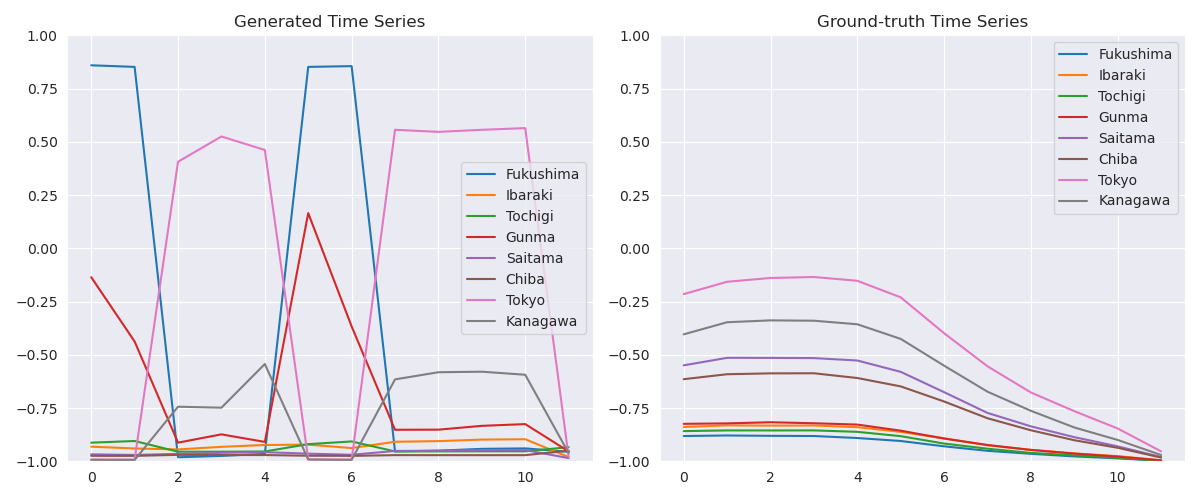 Generated Time Series
1.00
0.75
0.50
0.25
0.00
−0.25
−0.50
−0.75
−1.00
0 2 4 6 8 10
Fukushima
Ibaraki
Tochigi
Gunma
Saitama
Chiba
Tokyo
Kanagawa
Ground-truth Time Series
1.00
0.75
0.50
0.25
0.00
−0.25
−0.50
−0.75
−1.00
0 2 4 6 8 10
Fukushima
Ibaraki
Tochigi
Gunma
Saitama
Chiba
Tokyo
Kanagawa